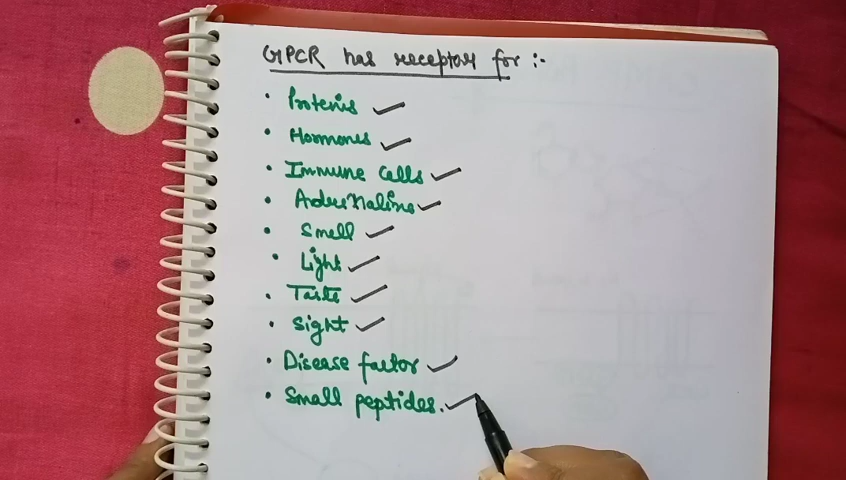 GPCR has receptors for :-
• Proteins
• Hormones
• Immune cells
• Adrenaline
• Smell
• Light
• Taste
• Sight
• Disease factor
• Small peptides.